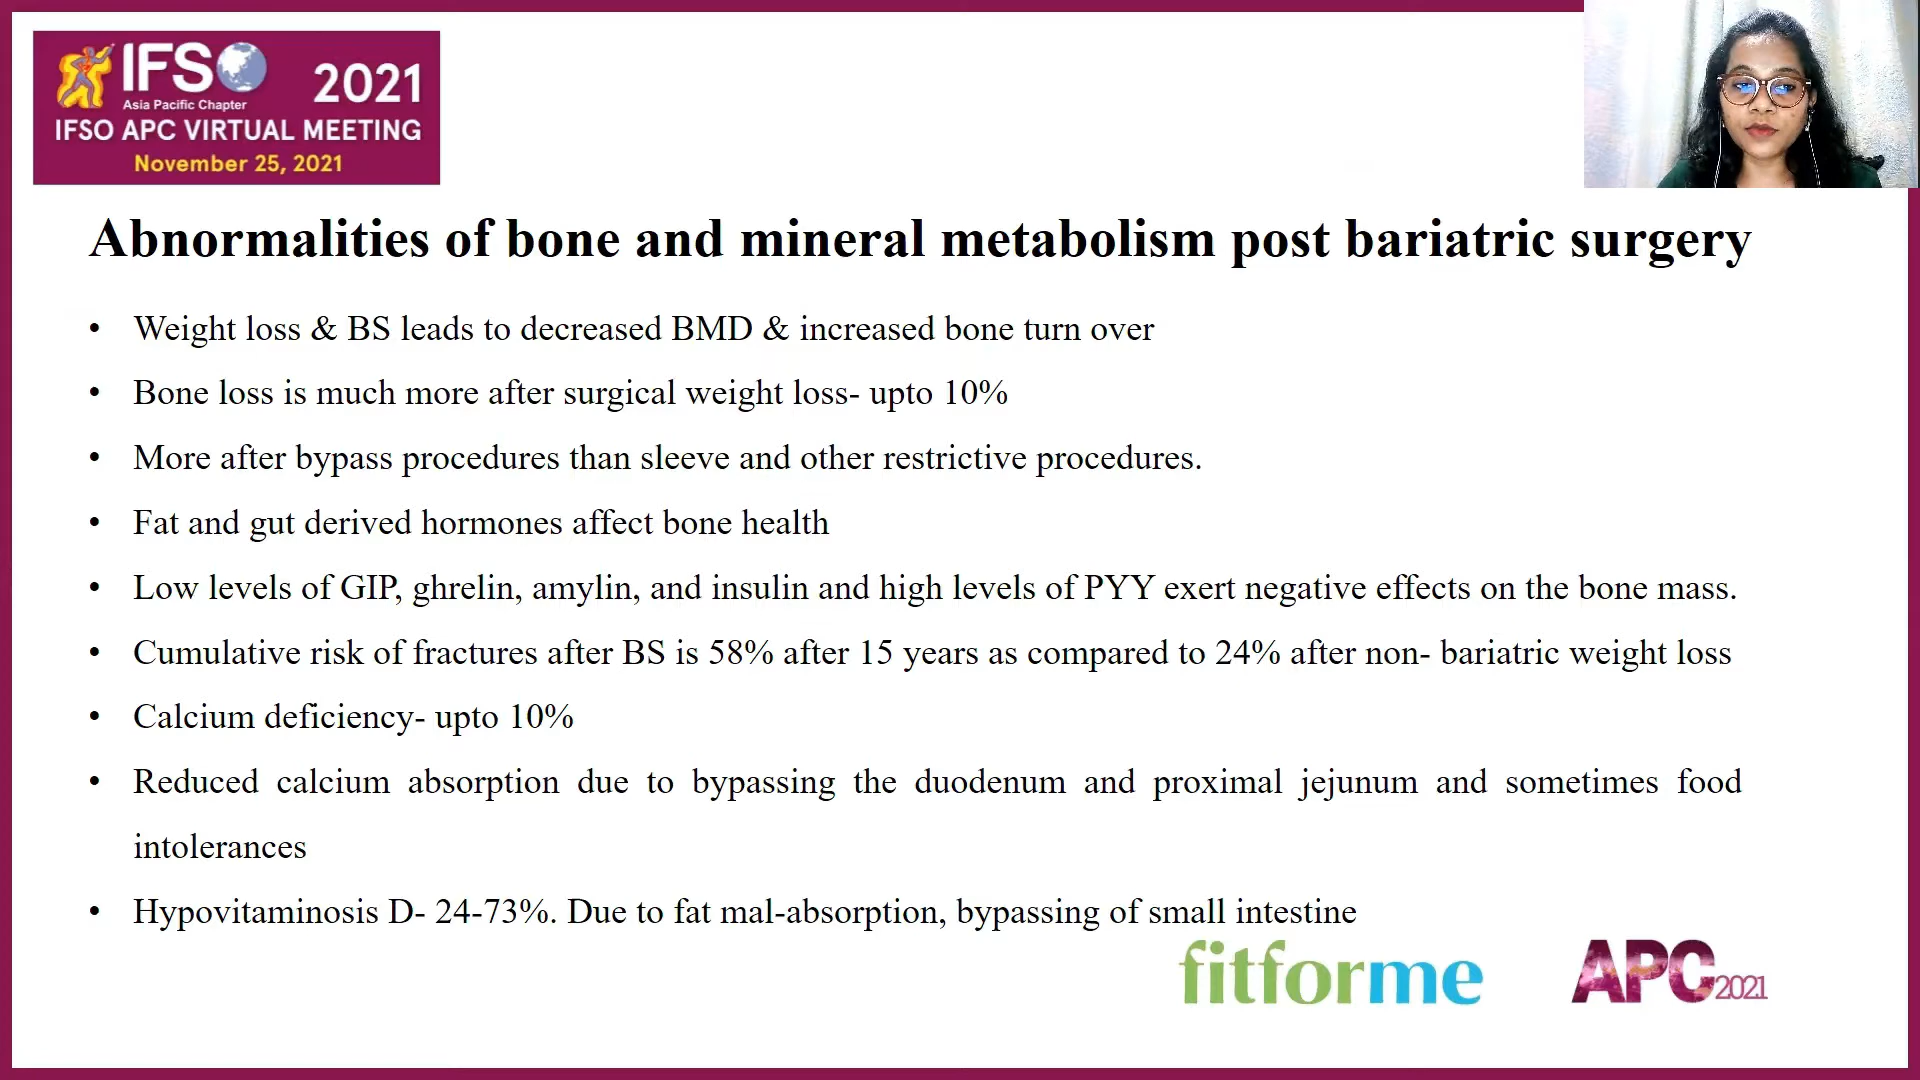 IFSO
Asia Pacific Chapter
2021
IFSO APC VIRTUAL MEETING
November 25, 2021
Abnormalities of bone and mineral metabolism post bariatric surgery
• Weight loss & BS leads to decreased BMD & increased bone turn over
• Bone loss is much more after surgical weight loss- upto 10%
• More after bypass procedures than sleeve and other restrictive procedures.
• Fat and gut derived hormones affect bone health
• Low levels of GIP, ghrelin, amylin, and insulin and high levels of PYY exert negative effects on the bone mass.
• Cumulative risk of fractures after BS is 58% after 15 years as compared to 24% after non- bariatric weight loss
• Calcium deficiency- upto 10%
• Reduced calcium absorption due to bypassing the duodenum and proximal jejunum and sometimes food
intolerances
• Hypovitaminosis D- 24-73%. Due to fat mal-absorption, bypassing of small intestine
fitforme
APC 2021